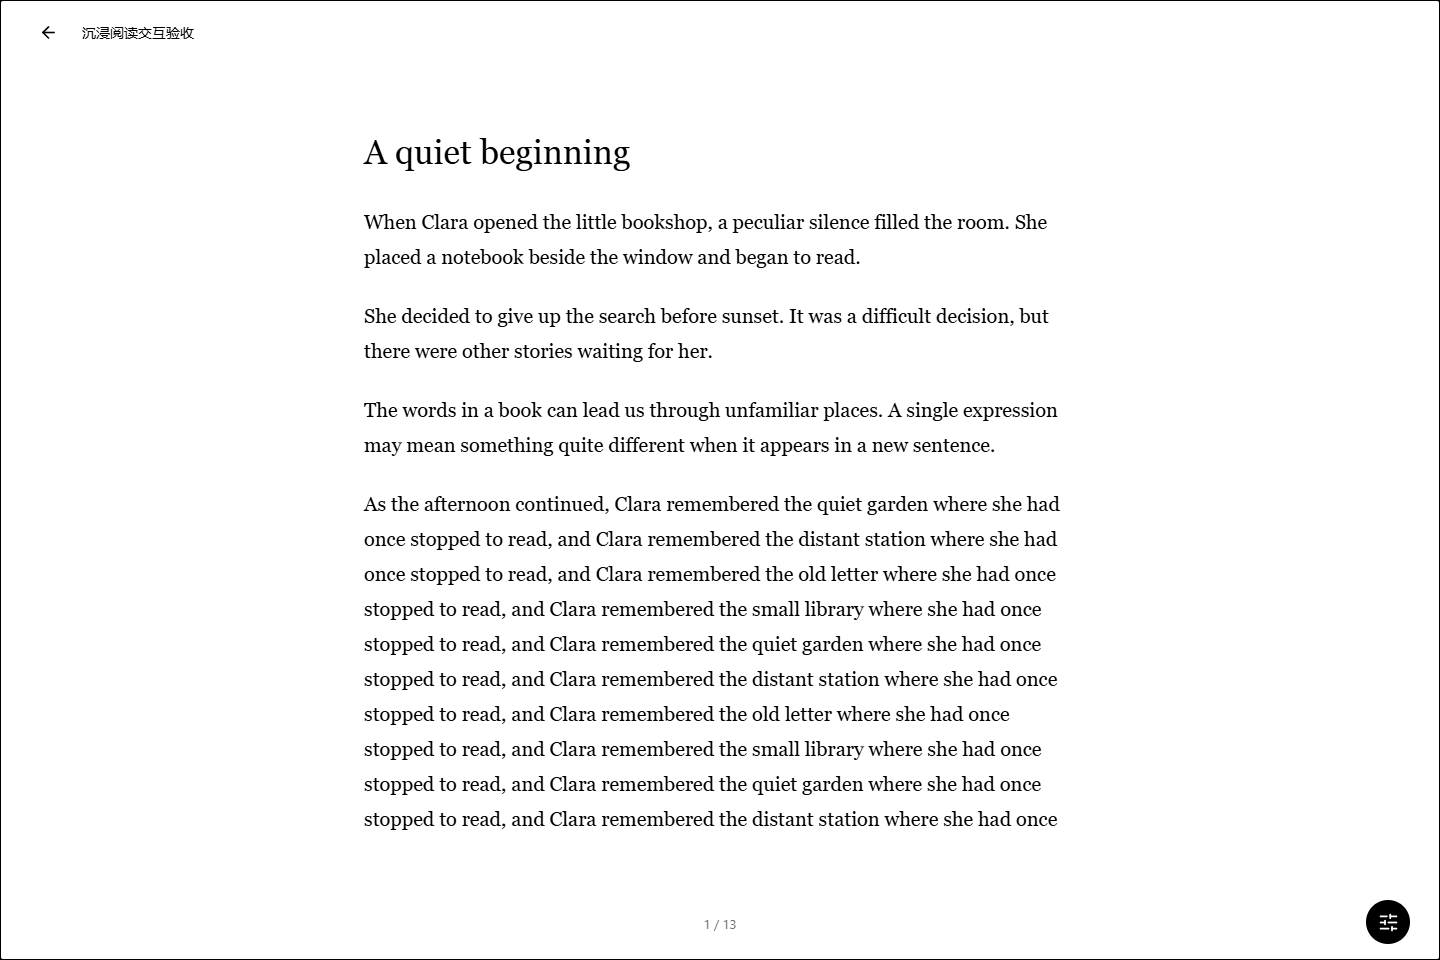 沉浸阅读交互验收
A quiet beginning
When Clara opened the little bookshop, a peculiar silence filled the room. She
placed a notebook beside the window and began to read.
She decided to give up the search before sunset. It was a difficult decision, but
there were other stories waiting for her.
The words in a book can lead us through unfamiliar places. A single expression
may mean something quite different when it appears in a new sentence.
As the afternoon continued, Clara remembered the quiet garden where she had
once stopped to read, and Clara remembered the distant station where she had
once stopped to read, and Clara remembered the old letter where she had once
stopped to read, and Clara remembered the small library where she had once
stopped to read, and Clara remembered the quiet garden where she had once
stopped to read, and Clara remembered the distant station where she had once
stopped to read, and Clara remembered the old letter where she had once
stopped to read, and Clara remembered the small library where she had once
stopped to read, and Clara remembered the quiet garden where she had once
stopped to read, and Clara remembered the distant station where she had once
1 / 13